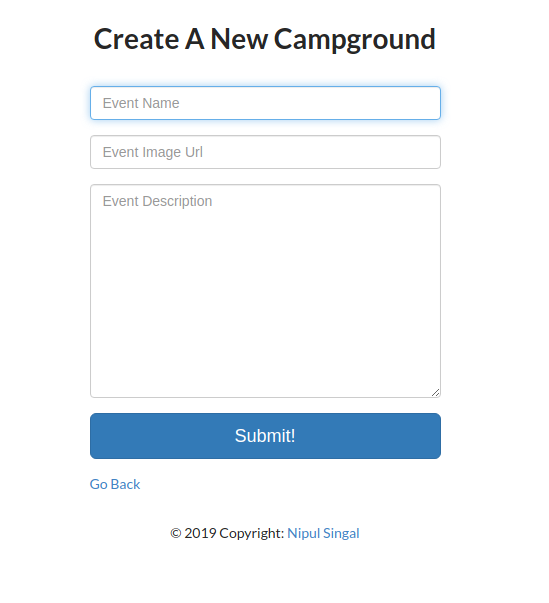 Create A New Campground
Event Name
Event Image Url
Event Description
Submit!
Go Back
© 2019 Copyright: Nipul Singal